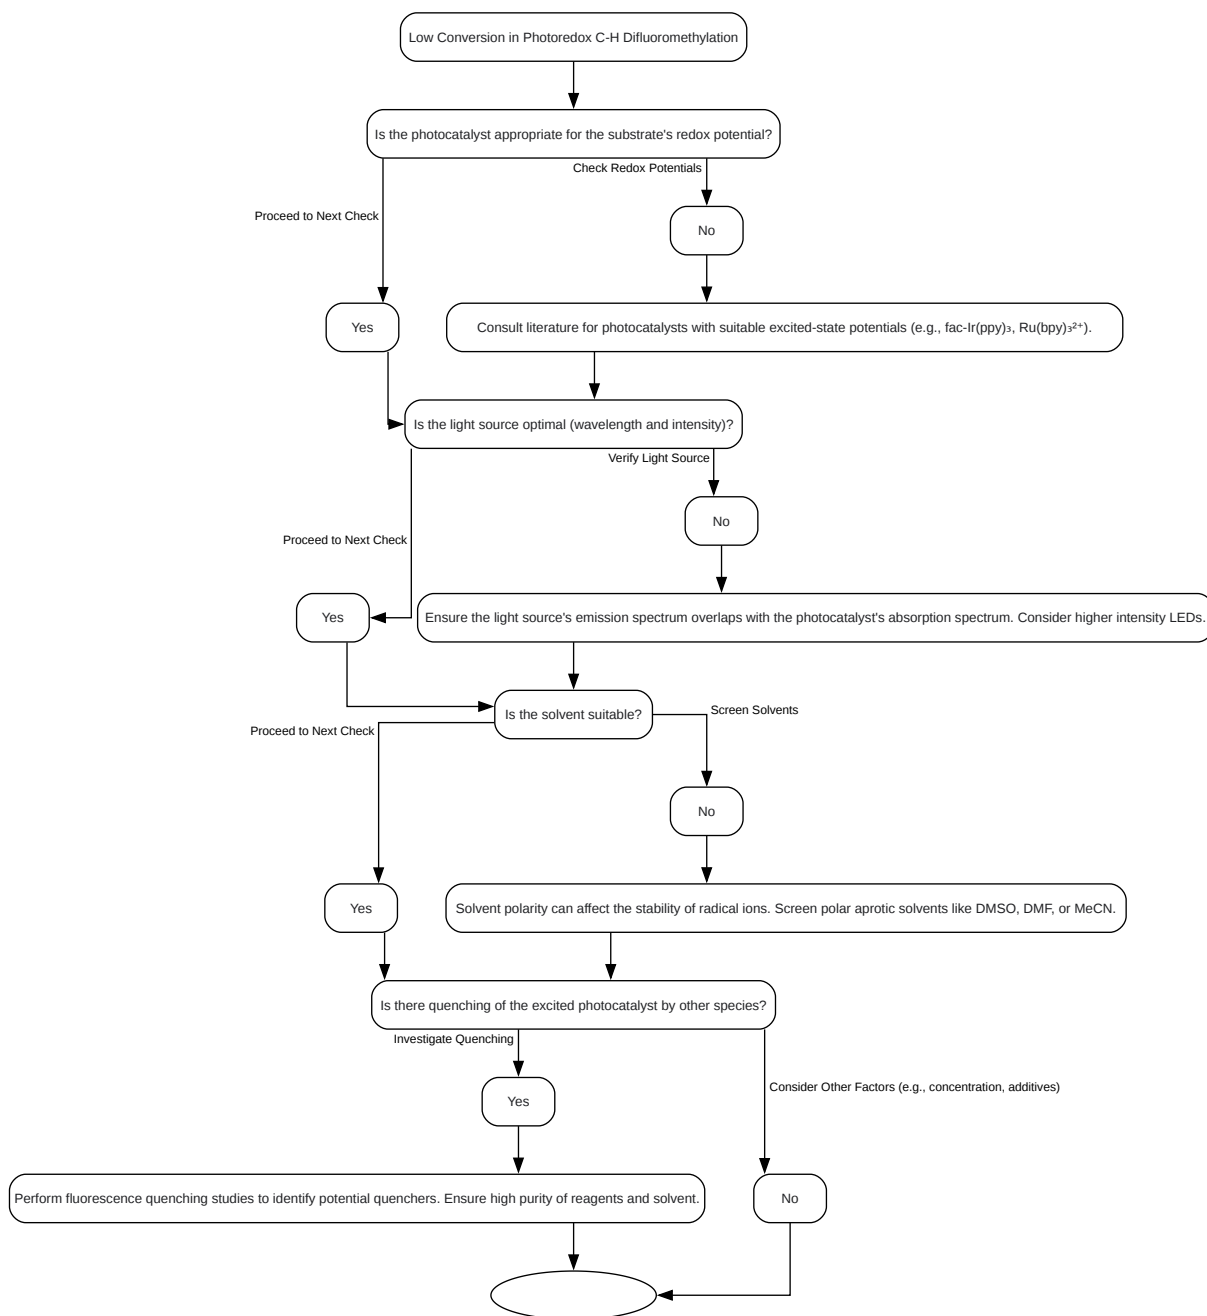 Low Conversion in Photoredox C-H Difluoromethylation
Is the photocatalyst appropriate for the substrate's redox potential?
Check Redox Potentials
Proceed to Next Check
No
Yes
Consult literature for photocatalysts with suitable excited-state potentials (e.g., fac-Ir(ppy)₃, Ru(bpy)₃²⁺).
Is the light source optimal (wavelength and intensity)?
Verify Light Source
No
Proceed to Next Check
Yes
Ensure the light source's emission spectrum overlaps with the photocatalyst's absorption spectrum. Consider higher intensity LEDs.
Is the solvent suitable?
Screen Solvents
Proceed to Next Check
No
Yes
Solvent polarity can affect the stability of radical ions. Screen polar aprotic solvents like DMSO, DMF, or MeCN.
Is there quenching of the excited photocatalyst by other species?
Investigate Quenching
Consider Other Factors (e.g., concentration, additives)
Yes
Perform fluorescence quenching studies to identify potential quenchers. Ensure high purity of reagents and solvent.
No